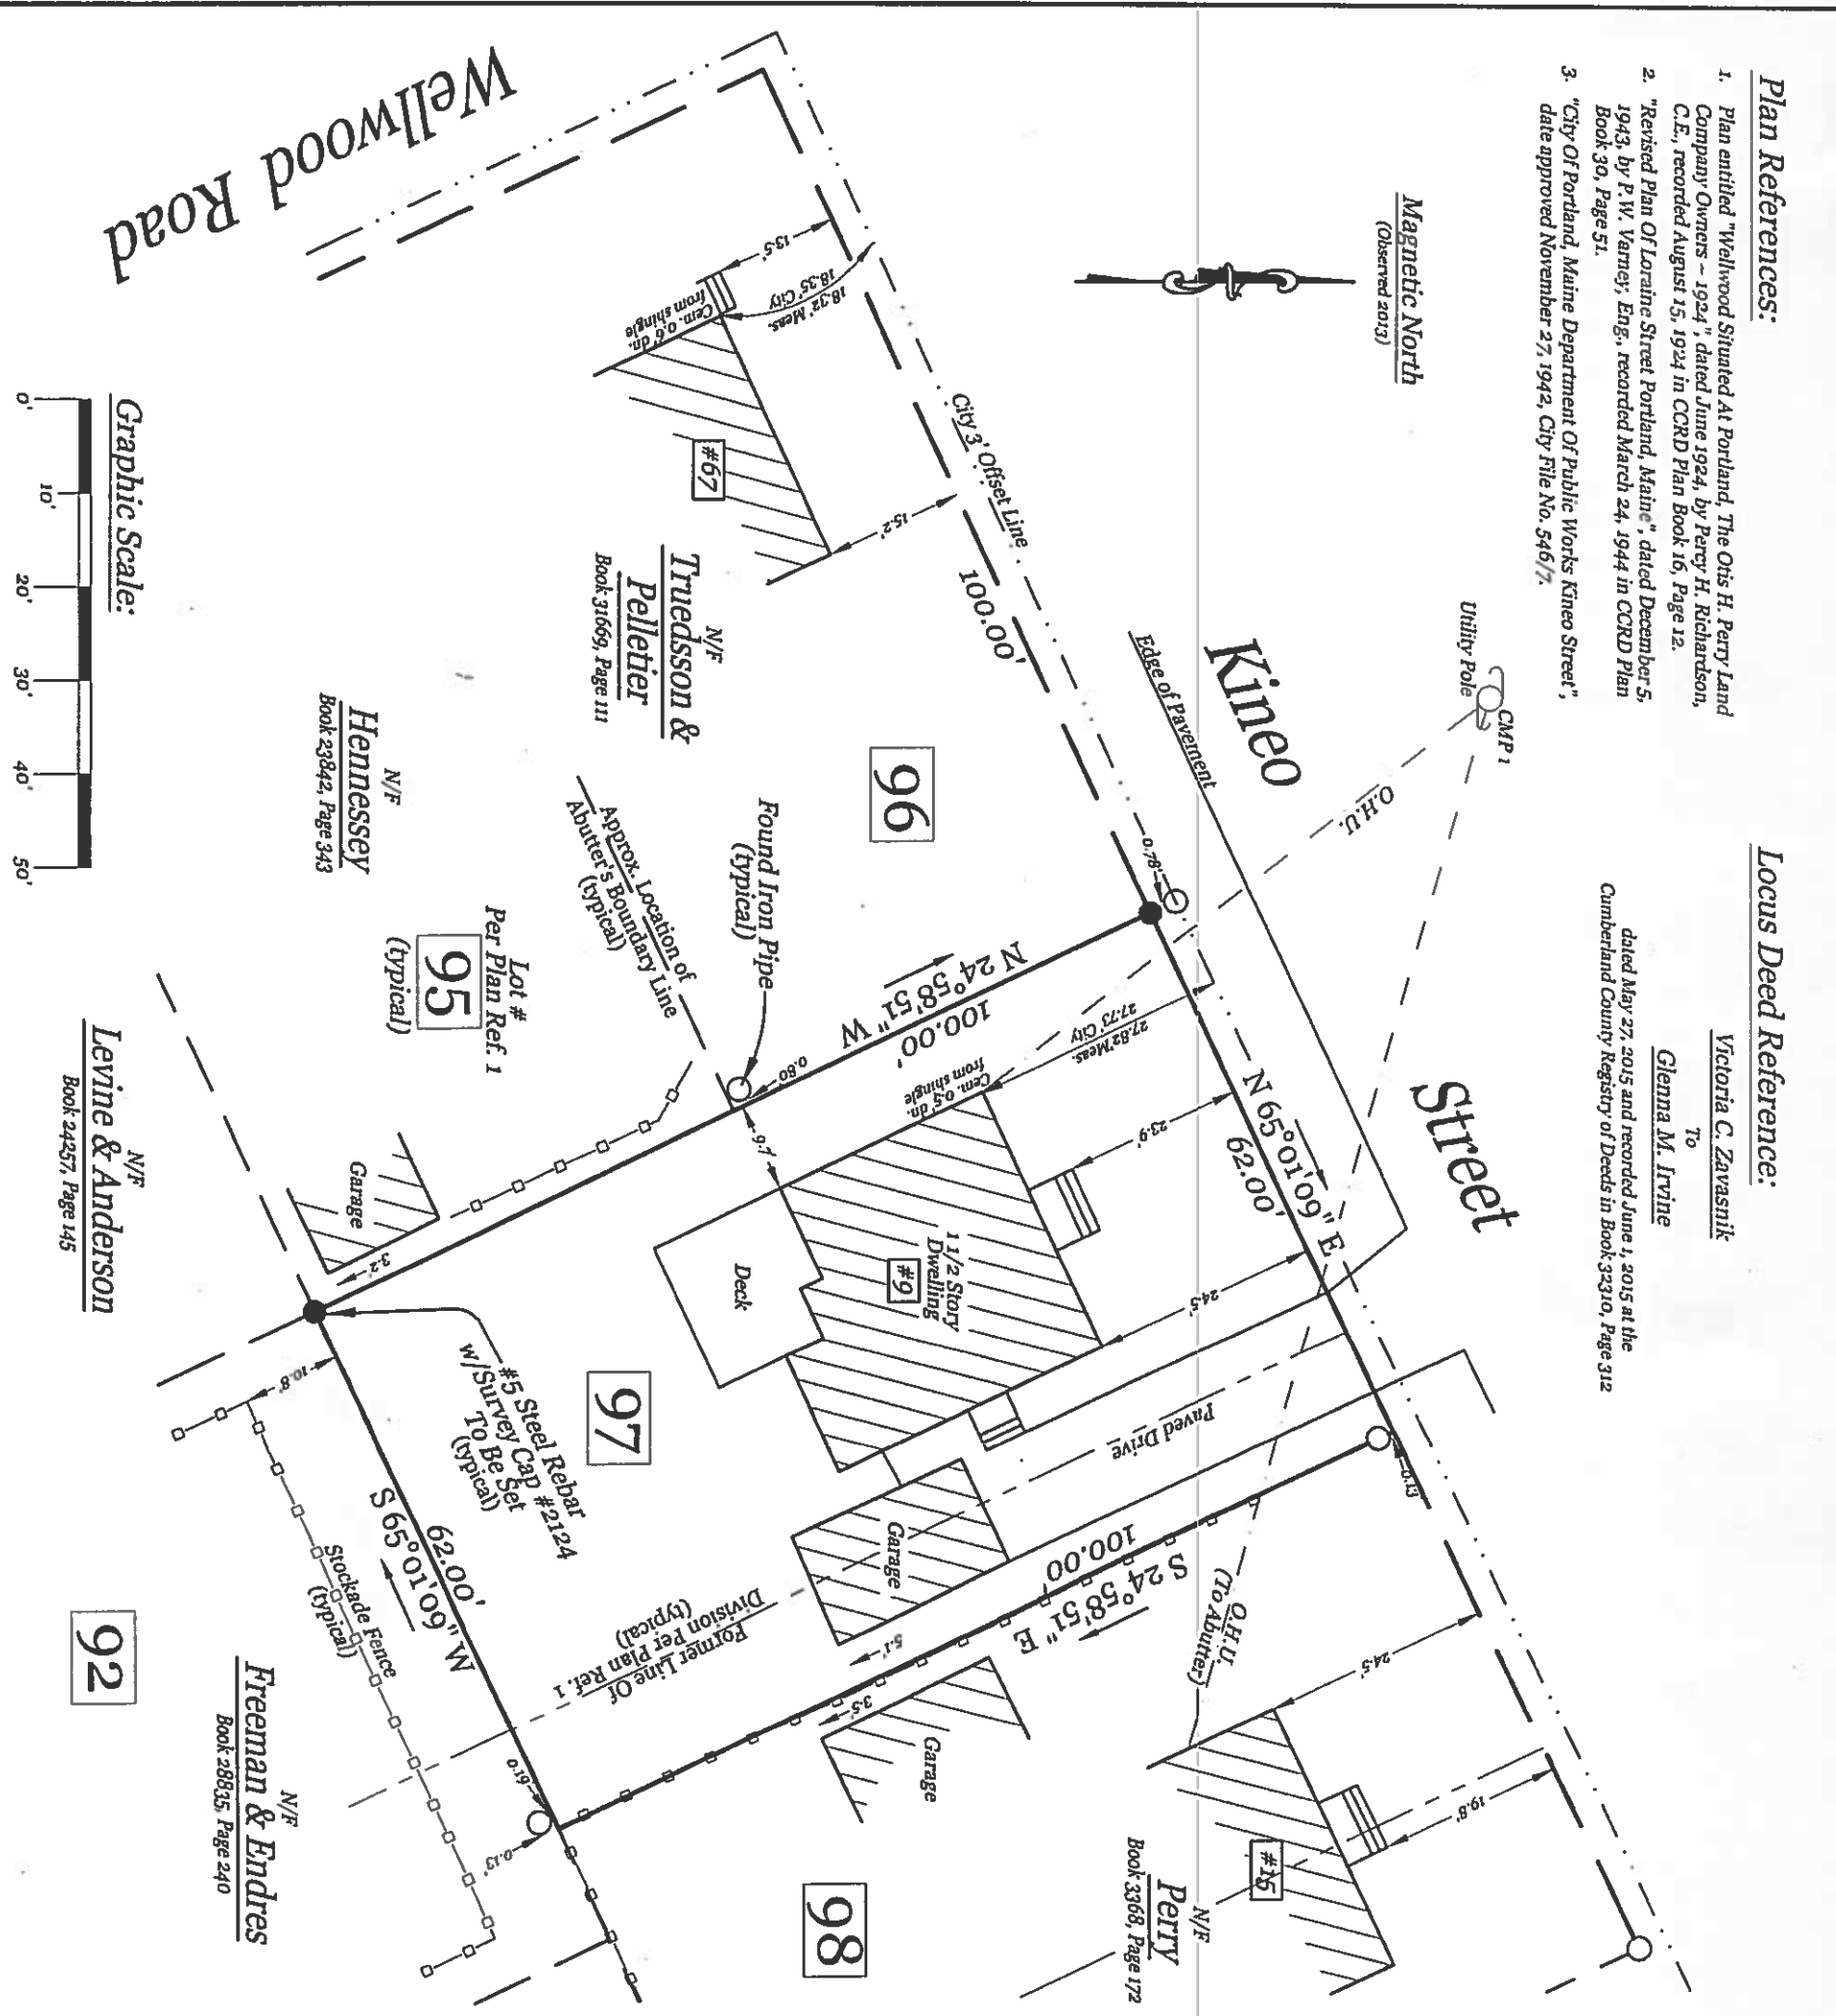 Plan References:
1. Plan entitled "Wellwood Situated At Portland, The Otis H. Perry Land
Company Owners ~ 1924", dated June 1924, by Percy H. Richardson,
C.E., recorded August 15, 1924 in CCRD Plan Book 16, Page 12.
2. "Revised Plan Of Loraine Street Portland, Maine", dated December 5,
1943, by P.W. Varney, Eng., recorded March 24, 1944 in CCRD Plan
Book 30, Page 51.
3. "City Of Portland, Maine Department Of Public Works Kineo Street",
date approved November 27, 1942, City File No. 546/7.
Locus Deed Reference:
Victoria C. Zavasnik
To
Glenna M. Irvine
dated May 27, 2015 and recorded June 1, 2015 at the
Cumberland County Registry of Deeds in Book 32310, Page 312
Magnetic North
(Observed 2013)
Utility Pole
CMP 1
O.H.U.
Kineo
Street
Edge of Pavement
City 3' Offset Line
100.00'
Wellwood Road
13.5'
18.32' Meas.
18.35' City
Cem. 0.6' dn.
from shingle
#67
15.2'
N/F
Truedsson &
Pelletier
Book 31669, Page 111
96
0.78'
N 65°01'09" E
62.00'
N 24°58'51" W
100.00'
27.82' Meas.
27.73' City
Cem. 0.5' dn.
from shingle
23.9'
24.5'
1 1/2 Story
Dwelling
#9
Deck
9.7'
0.80'
Found Iron Pipe
(typical)
Approx. Location of
Abutter's Boundary Line
(typical)
N/F
Hennessey
Book 23842, Page 343
Lot #
Per Plan Ref. 1
95
(typical)
Garage
3.2'
Paved Drive
Garage
0.13'
S 24°58'51" E
100.00'
O.H.U.
(To Abutter)
24.5'
19.8'
#15
N/F
Perry
Book 3368, Page 172
98
5.1'
3.5'
Garage
97
#5 Steel Rebar
w/Survey Cap #2124
To Be Set
(typical)
Former Line Of
Division Per Plan Ref. 1
(typical)
62.00'
S 65°01'09" W
10.8'
Stockade Fence
(typical)
0.19'
0.13'
N/F
Levine & Anderson
Book 24257, Page 145
N/F
Freeman & Endres
Book 28835, Page 240
92
Graphic Scale:
0'
10'
20'
30'
40'
50'